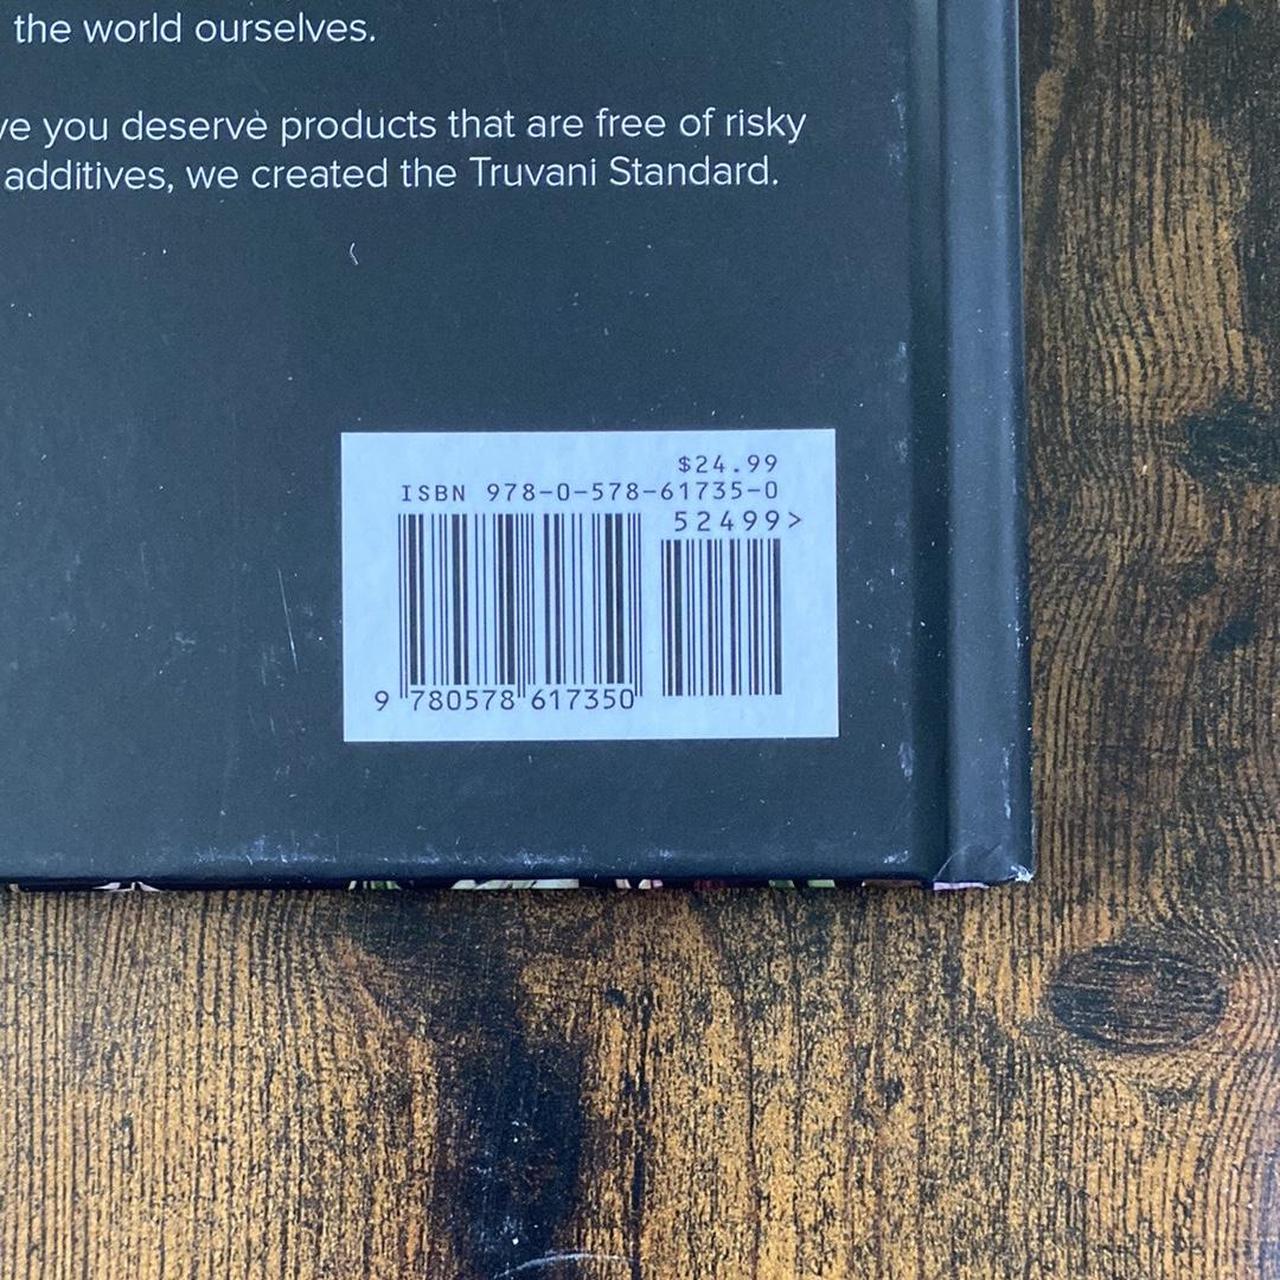 the world ourselves.
ve you deserve products that are free of risky
additives, we created the Truvani Standard.
$24.99
ISBN 978-0-578-61735-0
52499>
9 780578 617350